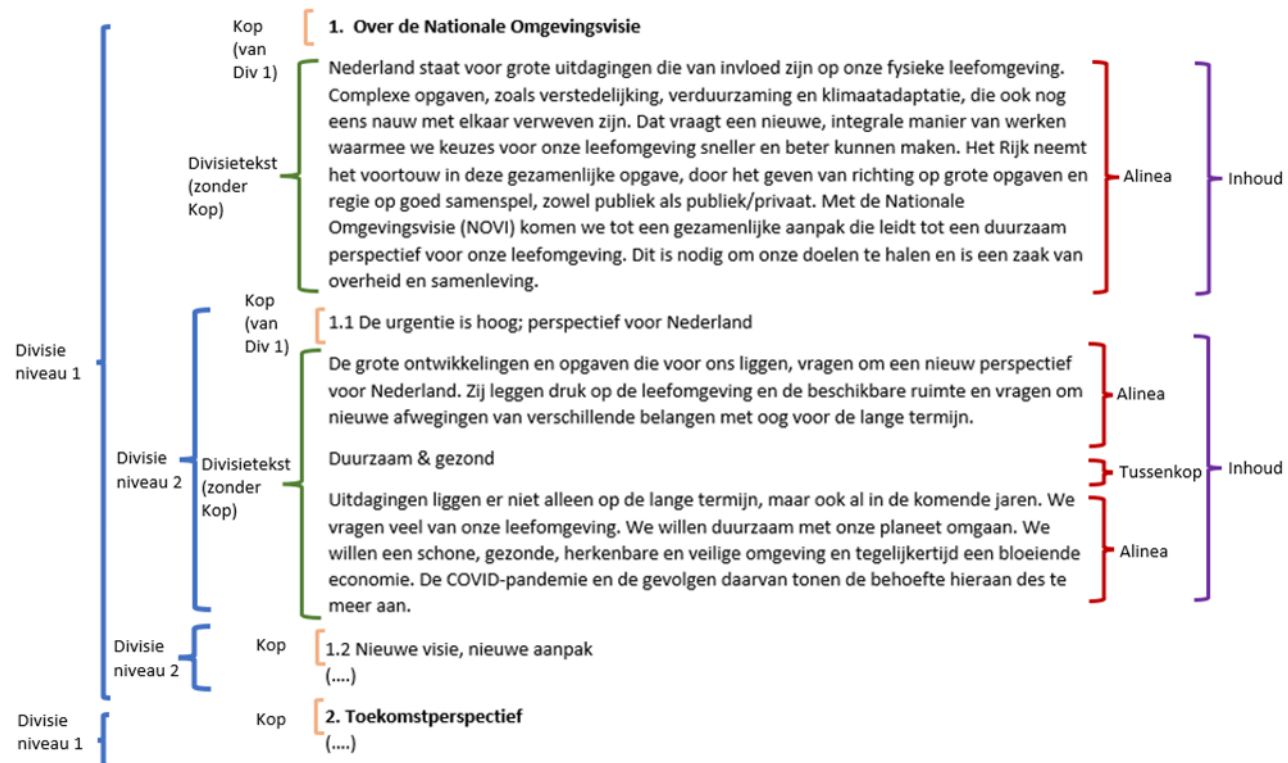 Kop
(van
Div 1)
1. Over de Nationale Omgevingsvisie
Nederland staat voor grote uitdagingen die van invloed zijn op onze fysieke leefomgeving.
Complexe opgaven, zoals verstedelijking, verduurzaming en klimaatadaptatie, die ook nog
eens nauw met elkaar verweven zijn. Dat vraagt een nieuwe, integrale manier van werken
waarmee we keuzes voor onze leefomgeving sneller en beter kunnen maken. Het Rijk neemt
het voortouw in deze gezamenlijke opgave, door het geven van richting op grote opgaven en
regie op goed samenspel, zowel publiek als publiek/privaat. Met de Nationale
Omgevingsvisie (NOVI) komen we tot een gezamenlijke aanpak die leidt tot een duurzaam
perspectief voor onze leefomgeving. Dit is nodig om onze doelen te halen en is een zaak van
overheid en samenleving.
Divisietekst
(zonder
Kop)
Alinea
Inhoud
Kop
(van
Div 1)
1.1 De urgentie is hoog; perspectief voor Nederland
Divisie
niveau 1
De grote ontwikkelingen en opgaven die voor ons liggen, vragen om een nieuw perspectief
voor Nederland. Zij leggen druk op de leefomgeving en de beschikbare ruimte en vragen om
nieuwe afwegingen van verschillende belangen met oog voor de lange termijn.
Alinea
Divisie
niveau 2
Divisietekst
(zonder
Kop)
Duurzaam & gezond
Tussenkop
Inhoud
Uitdagingen liggen er niet alleen op de lange termijn, maar ook al in de komende jaren. We
vragen veel van onze leefomgeving. We willen duurzaam met onze planeet omgaan. We
willen een schone, gezonde, herkenbare en veilige omgeving en tegelijkertijd een bloeiende
economie. De COVID-pandemie en de gevolgen daarvan tonen de behoefte hieraan des te
meer aan.
Alinea
Divisie
niveau 2
Kop
1.2 Nieuwe visie, nieuwe aanpak
(....)
Divisie
niveau 1
Kop
2. Toekomstperspectief
(....)